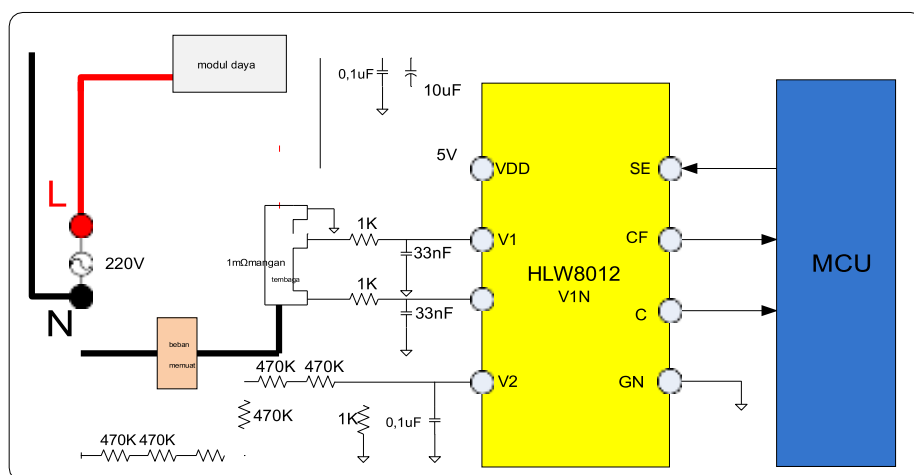 modul daya
0,1uF
10uF
5V
VDD
SE
L
1K
V1
CF
220V
1mΩmangan
tembaga
33nF
HLW8012
V1N
MCU
N
1K
33nF
C
beban
memuat
470K 470K
V2
GN
470K
1K
0,1uF
470K 470K